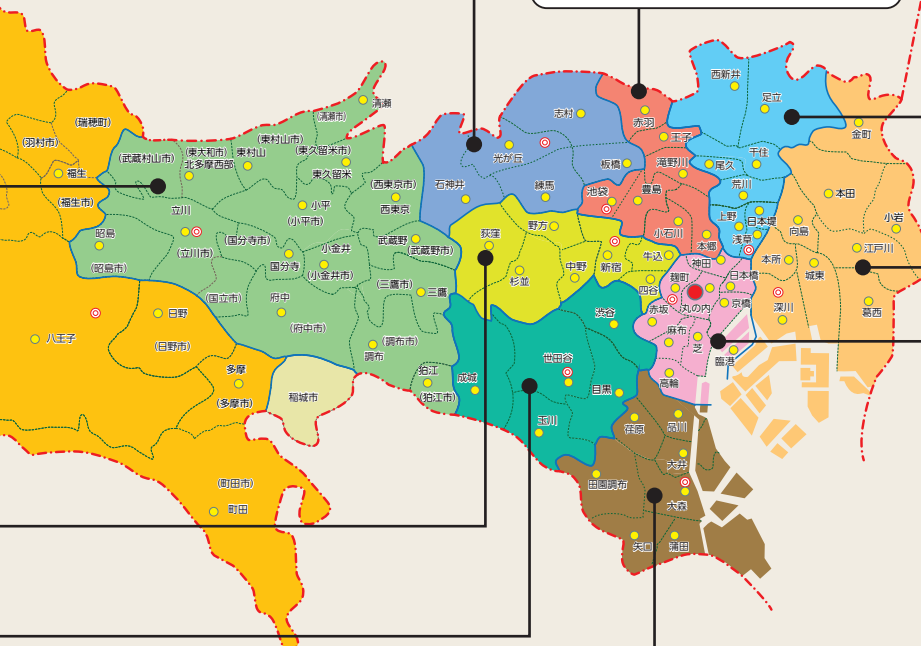 清瀬
(清瀬市)
(瑞穂町)
(羽村市)
福生
(福生市)
(武蔵村山市)
(東大和市)
北多摩西部
東村山
(東村山市)
(東久留米市)
東久留米
(西東京市)
西東京
立川
(立川市)
小平
(小平市)
(国分寺市)
国分寺
小金井
(小金井市)
武蔵野
(武蔵野市)
(三鷹市)
三鷹
昭島
(昭島市)
(国立市)
府中
(府中市)
(調布市)
調布
狛江
(狛江市)
日野
(日野市)
八王子
多摩
(多摩市)
稲城市
(町田市)
町田
志村
光が丘
石神井
練馬
板橋
赤羽
王子
滝野川
池袋
豊島
小石川
本郷
西新井
足立
尾久
千住
荒川
上野
日本堤
浅草
金町
本田
小岩
向島
江戸川
本所
城東
深川
葛西
荻窪
野方
杉並
中野
新宿
牛込
四谷
神田
麹町
日本橋
丸の内
京橋
赤坂
麻布
芝
臨港
高輪
渋谷
世田谷
成城
目黒
玉川
荏原
品川
大井
田園調布
大森
矢口
蒲田